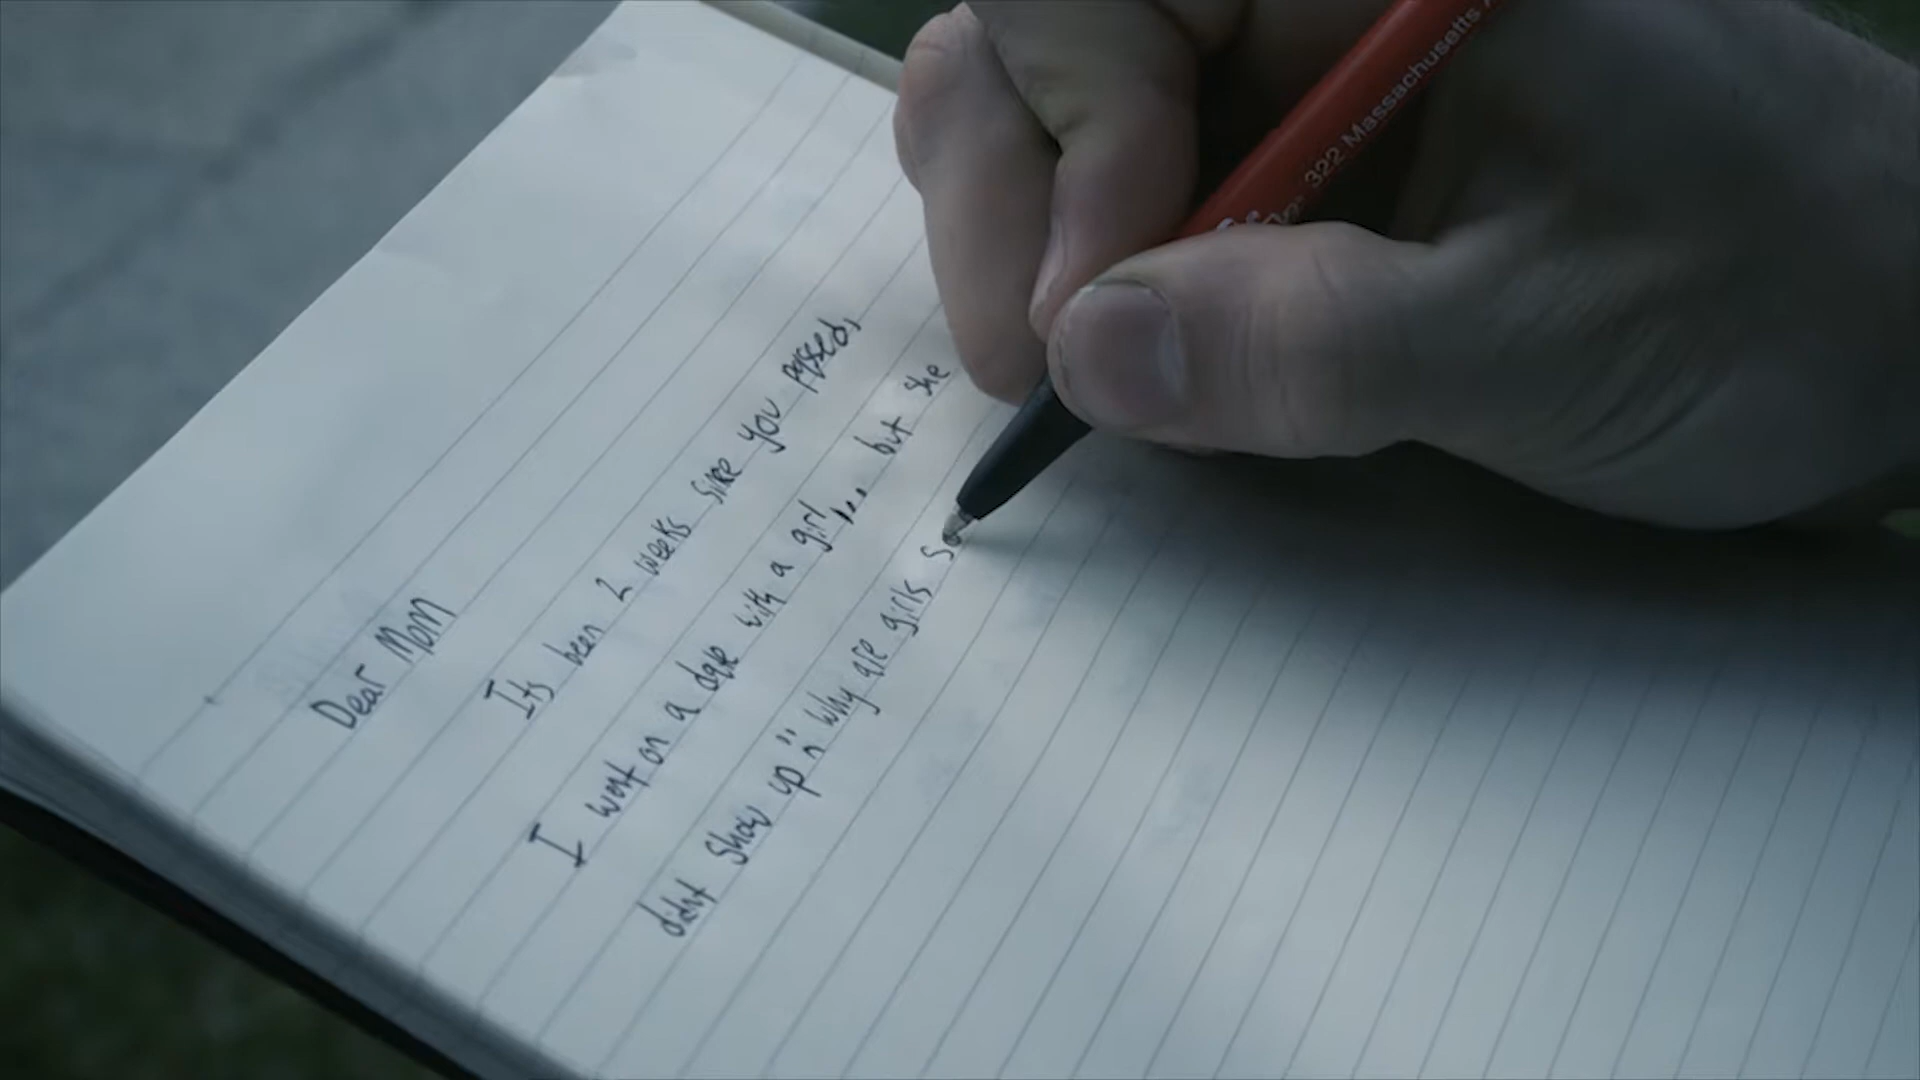 Dear Mom
Its been 2 weeks since you passed,
I went on a date with a girl... but she
didnt show up" n why are girls so
322 Massachusetts A